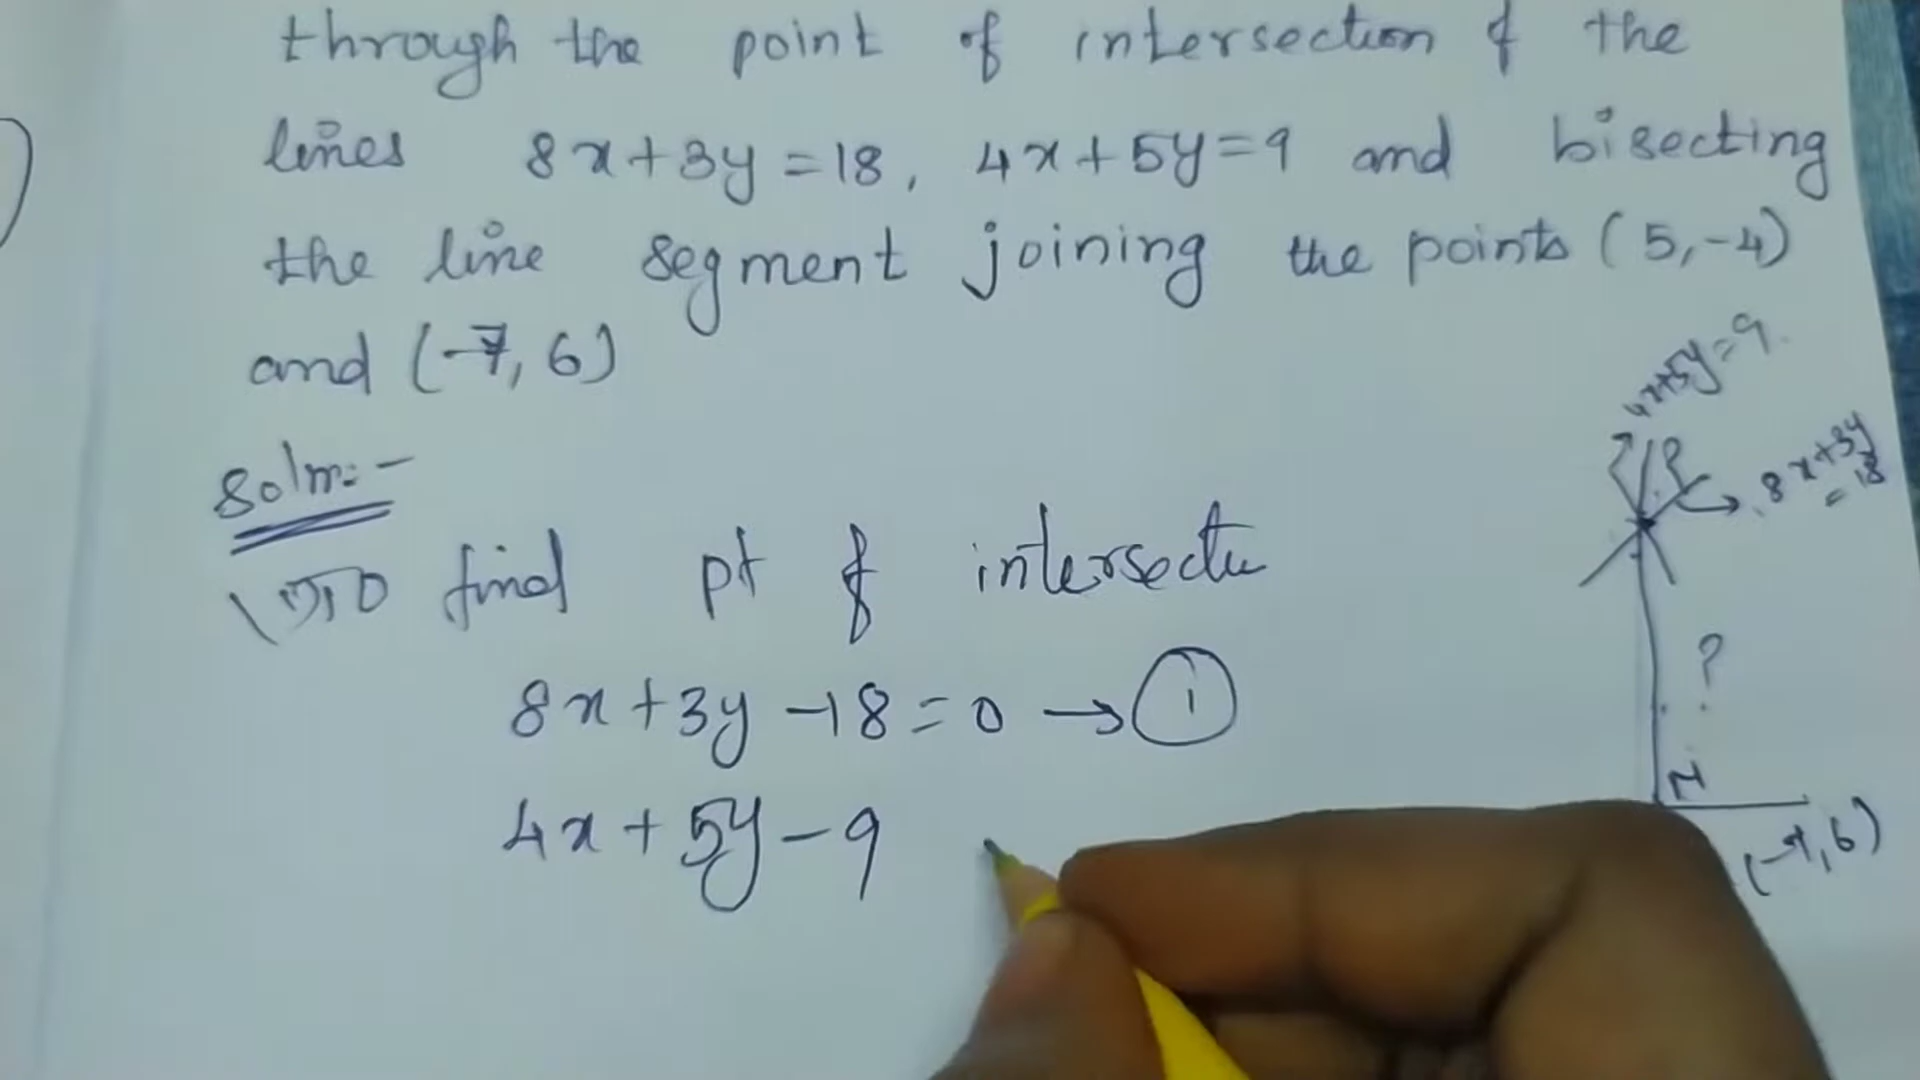 through the point of intersection of the
lines 8x+3y=18, 4x+5y=9 and bisecting
the line segment joining the points (5,-4)
and (-7,6)
Soln:-
find pt of intersectn
8x+3y-18=0 → ①
4x+5y-9
4x+5y=9
8x+3y
=18
?
(-7,6)